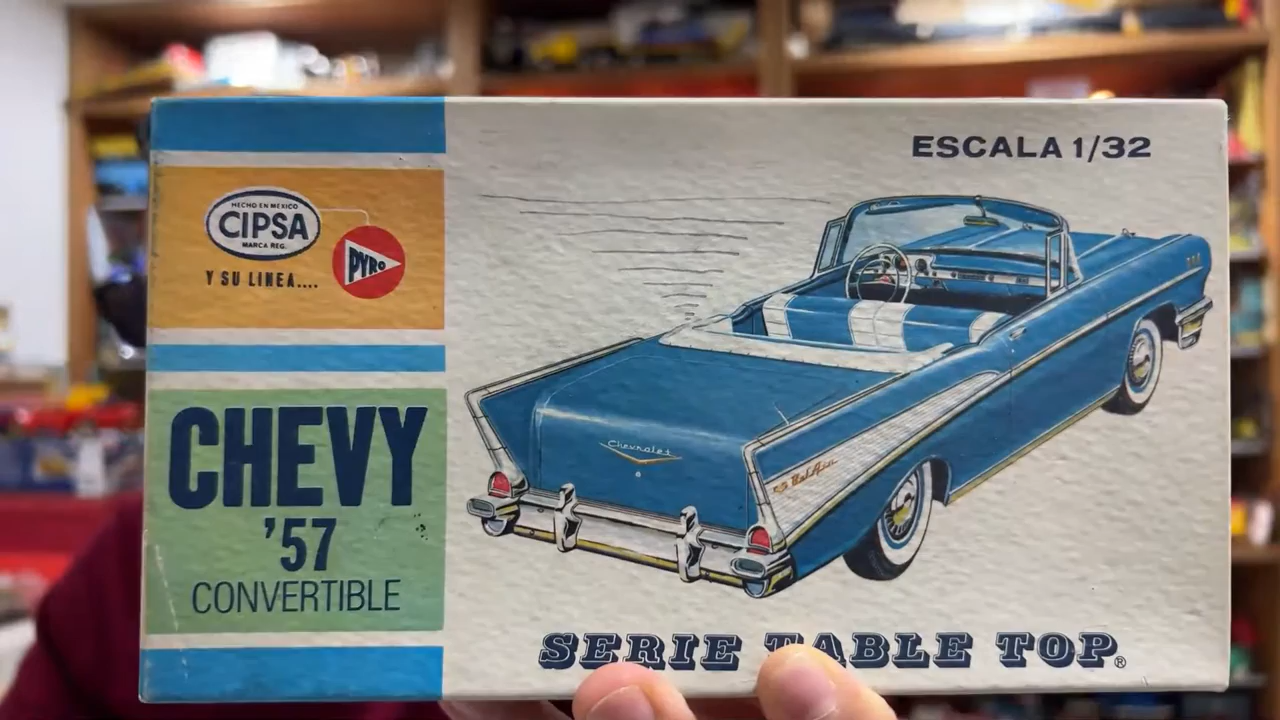 HECHO EN MEXICO
CIPSA
MARCA REG.
Y SU LINEA....
PYRO
CHEVY
'57
CONVERTIBLE
ESCALA 1/32
Chevrolet
Bel Air
SERIE TABLE TOP®